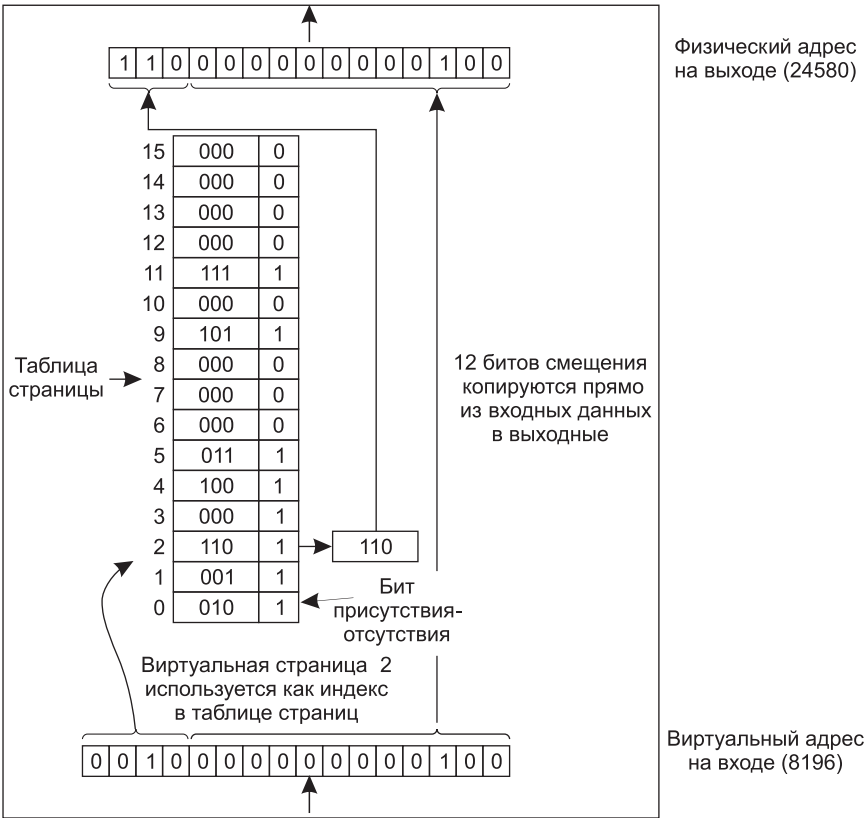 1 1 0 0 0 0 0 0 0 0 0 0 1 0 0
Физический адрес
на выходе (24580)
15 000 0
14 000 0
13 000 0
12 000 0
11 111 1
10 000 0
9 101 1
8 000 0
7 000 0
6 000 0
5 011 1
4 100 1
3 000 1
2 110 1 110
1 001 1
0 010 1
Таблица
страницы
12 битов смещения
копируются прямо
из входных данных
в выходные
Бит
присутствия-
отсутствия
Виртуальная страница 2
используется как индекс
в таблице страниц
0 0 1 0 0 0 0 0 0 0 0 0 0 1 0 0
Виртуальный адрес
на входе (8196)